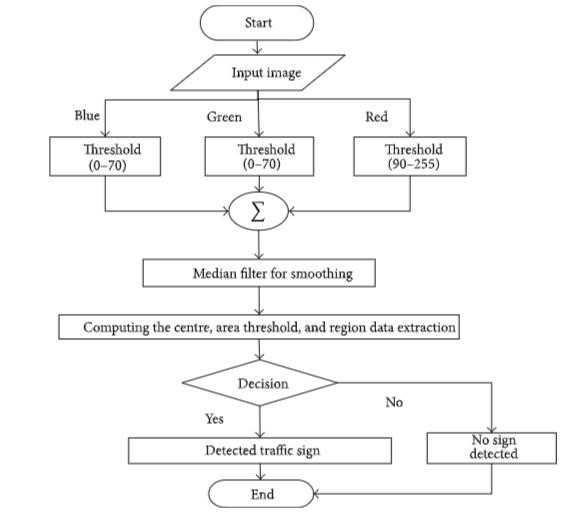 Start
Input image
Blue
Green
Red
Threshold
(0–70)
Threshold
(0–70)
Threshold
(90–255)
Σ
Median filter for smoothing
Computing the centre, area threshold, and region data extraction
Decision
No
Yes
Detected traffic sign
No sign
detected
End